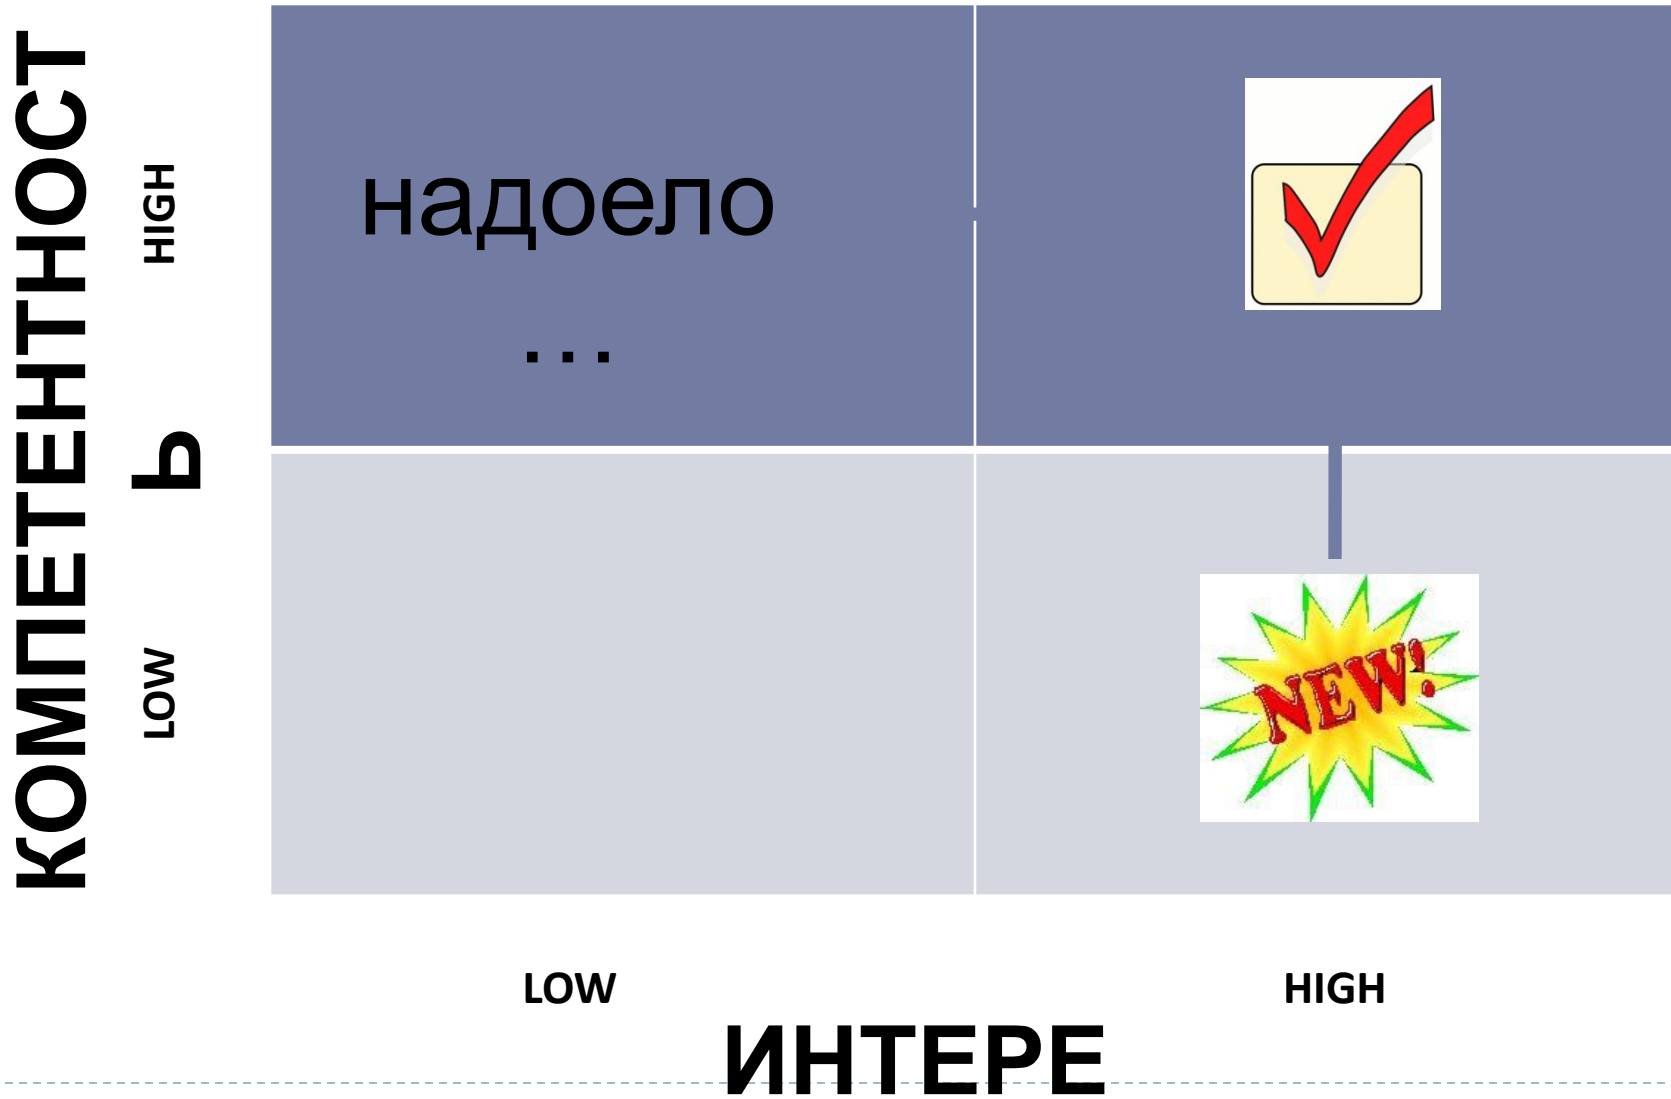 КОМПЕТЕНТНОСТ
Ь
HIGH
LOW
надоело
...
NEW!
LOW
HIGH
ИНТЕРЕ